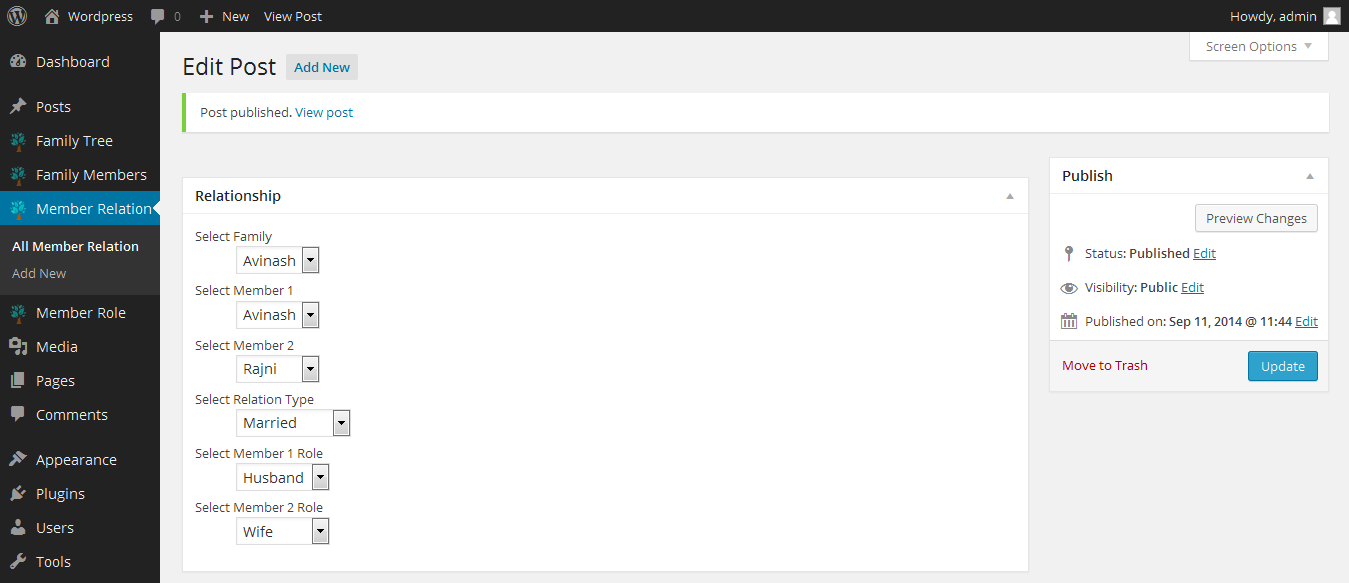 Wordpress 0 New View Post Howdy, admin
Dashboard
Posts
Family Tree
Family Members
Member Relation
All Member Relation
Add New
Member Role
Media
Pages
Comments
Appearance
Plugins
Users
Tools
Screen Options
Edit Post Add New
Post published. View post
Relationship
Select Family
Avinash
Select Member 1
Avinash
Select Member 2
Rajni
Select Relation Type
Married
Select Member 1 Role
Husband
Select Member 2 Role
Wife
Publish
Preview Changes
Status: Published Edit
Visibility: Public Edit
Published on: Sep 11, 2014 @ 11:44 Edit
Move to Trash Update